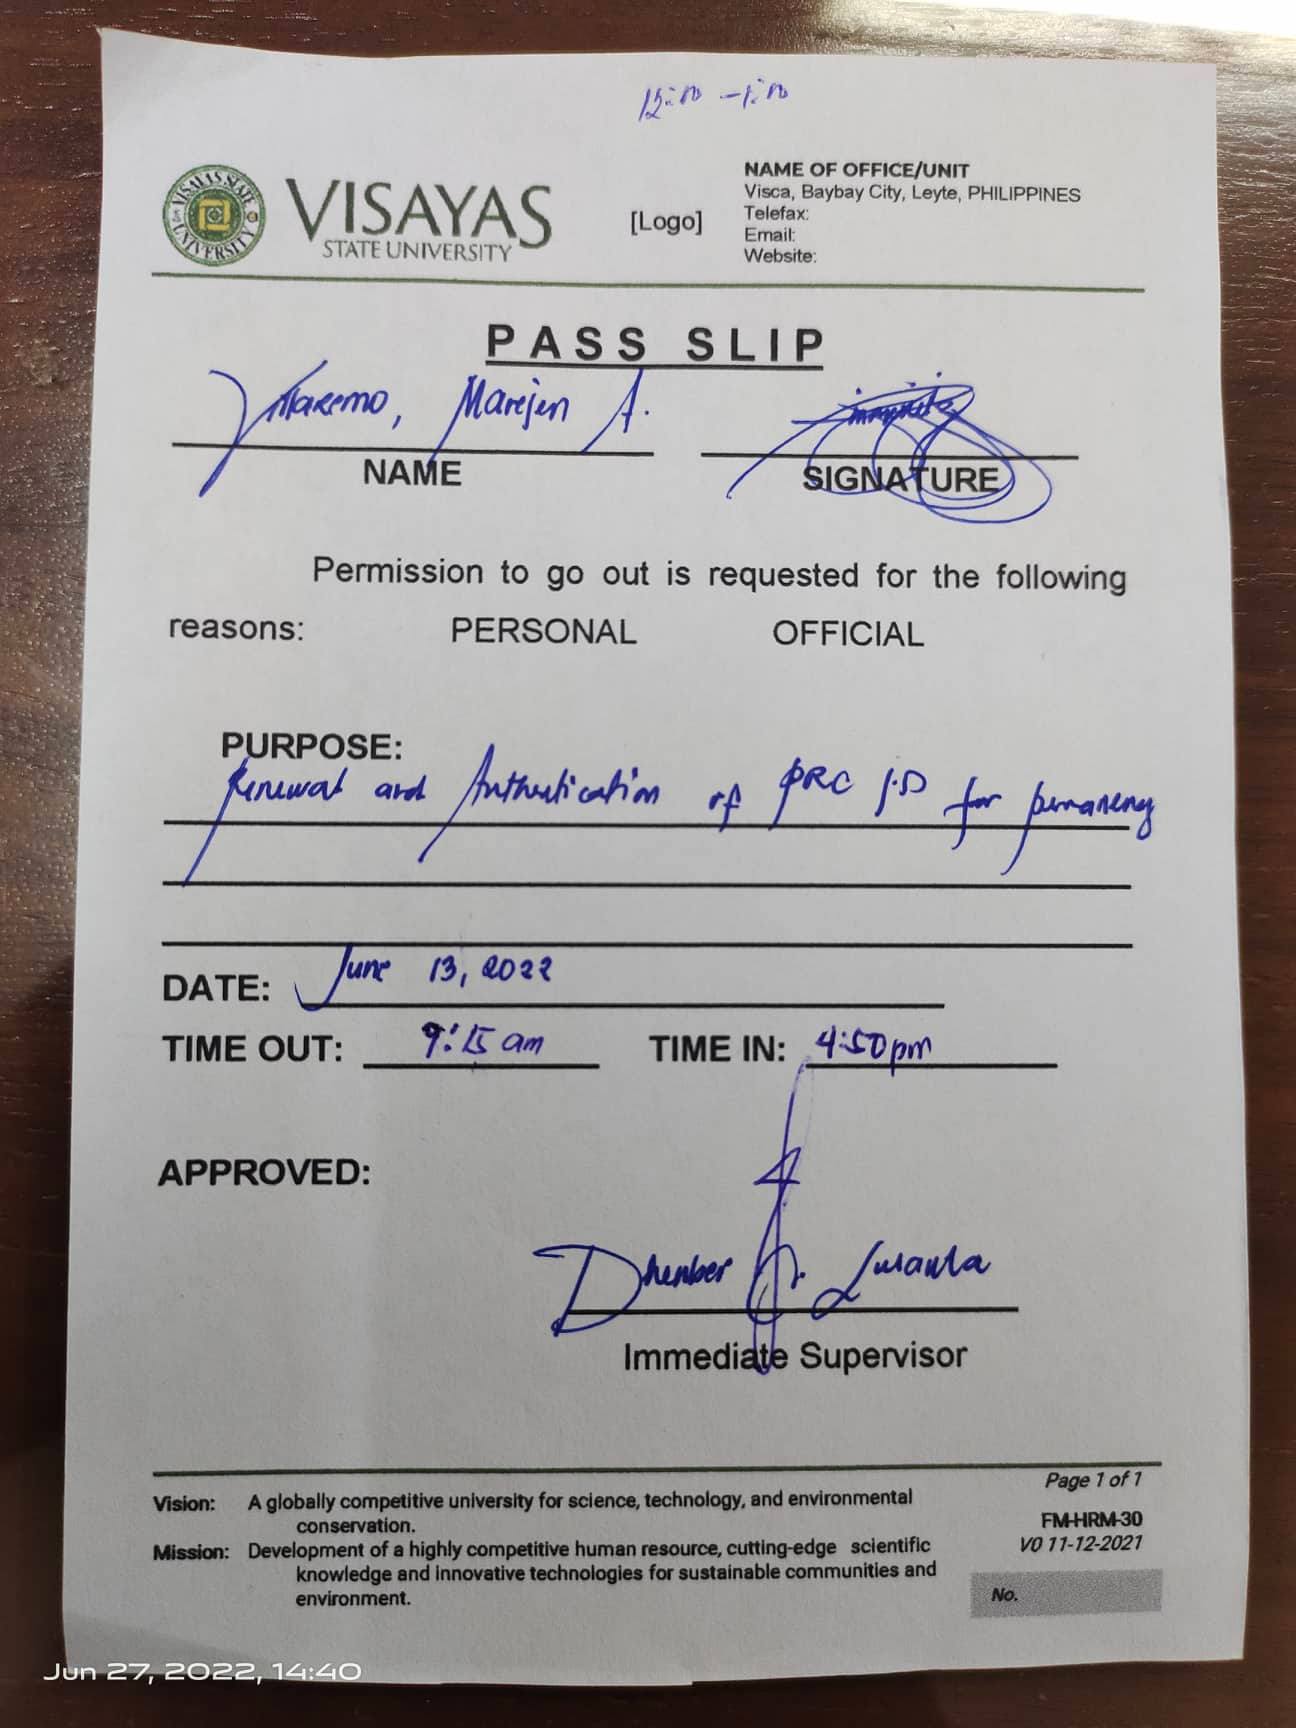 12:00 - 1:00
VISAYAS STATE UNIVERSITY
VISAYAS
STATE UNIVERSITY
[Logo]
NAME OF OFFICE/UNIT
Visca, Baybay City, Leyte, PHILIPPINES
Telefax:
Email:
Website:
PASS SLIP
Marejen A.
NAME
SIGNATURE
Permission to go out is requested for the following
reasons: PERSONAL OFFICIAL
PURPOSE:
Renewal and Authentication of PRC I.D for permanency
DATE: June 13, 2022
TIME OUT: 9:15 am TIME IN: 4:50pm
APPROVED:
Dhenber
Immediate Supervisor
Page 1 of 1
Vision: A globally competitive university for science, technology, and environmental
conservation.
FM-HRM-30
Mission: Development of a highly competitive human resource, cutting-edge scientific
V0 11-12-2021
knowledge and innovative technologies for sustainable communities and
environment.
No.
Jun 27, 2022, 14:40